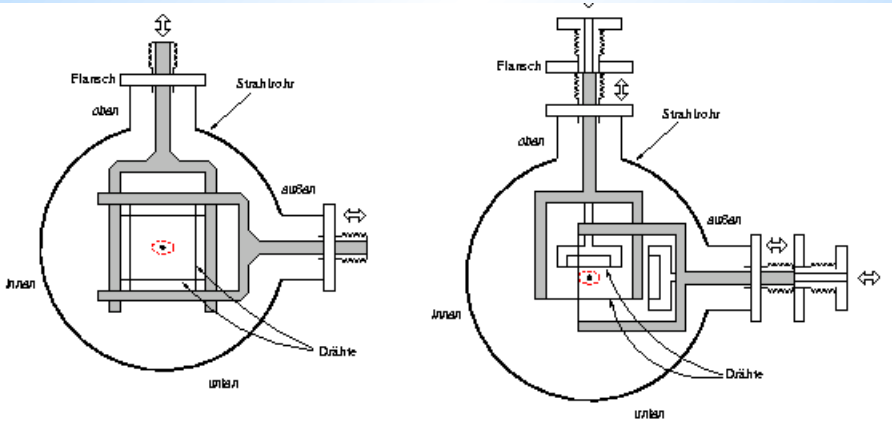 Flansch
Strahlrohr
oben
außen
innen
Drähte
unten
Flansch
Strahlrohr
oben
außen
innen
Drähte
unten